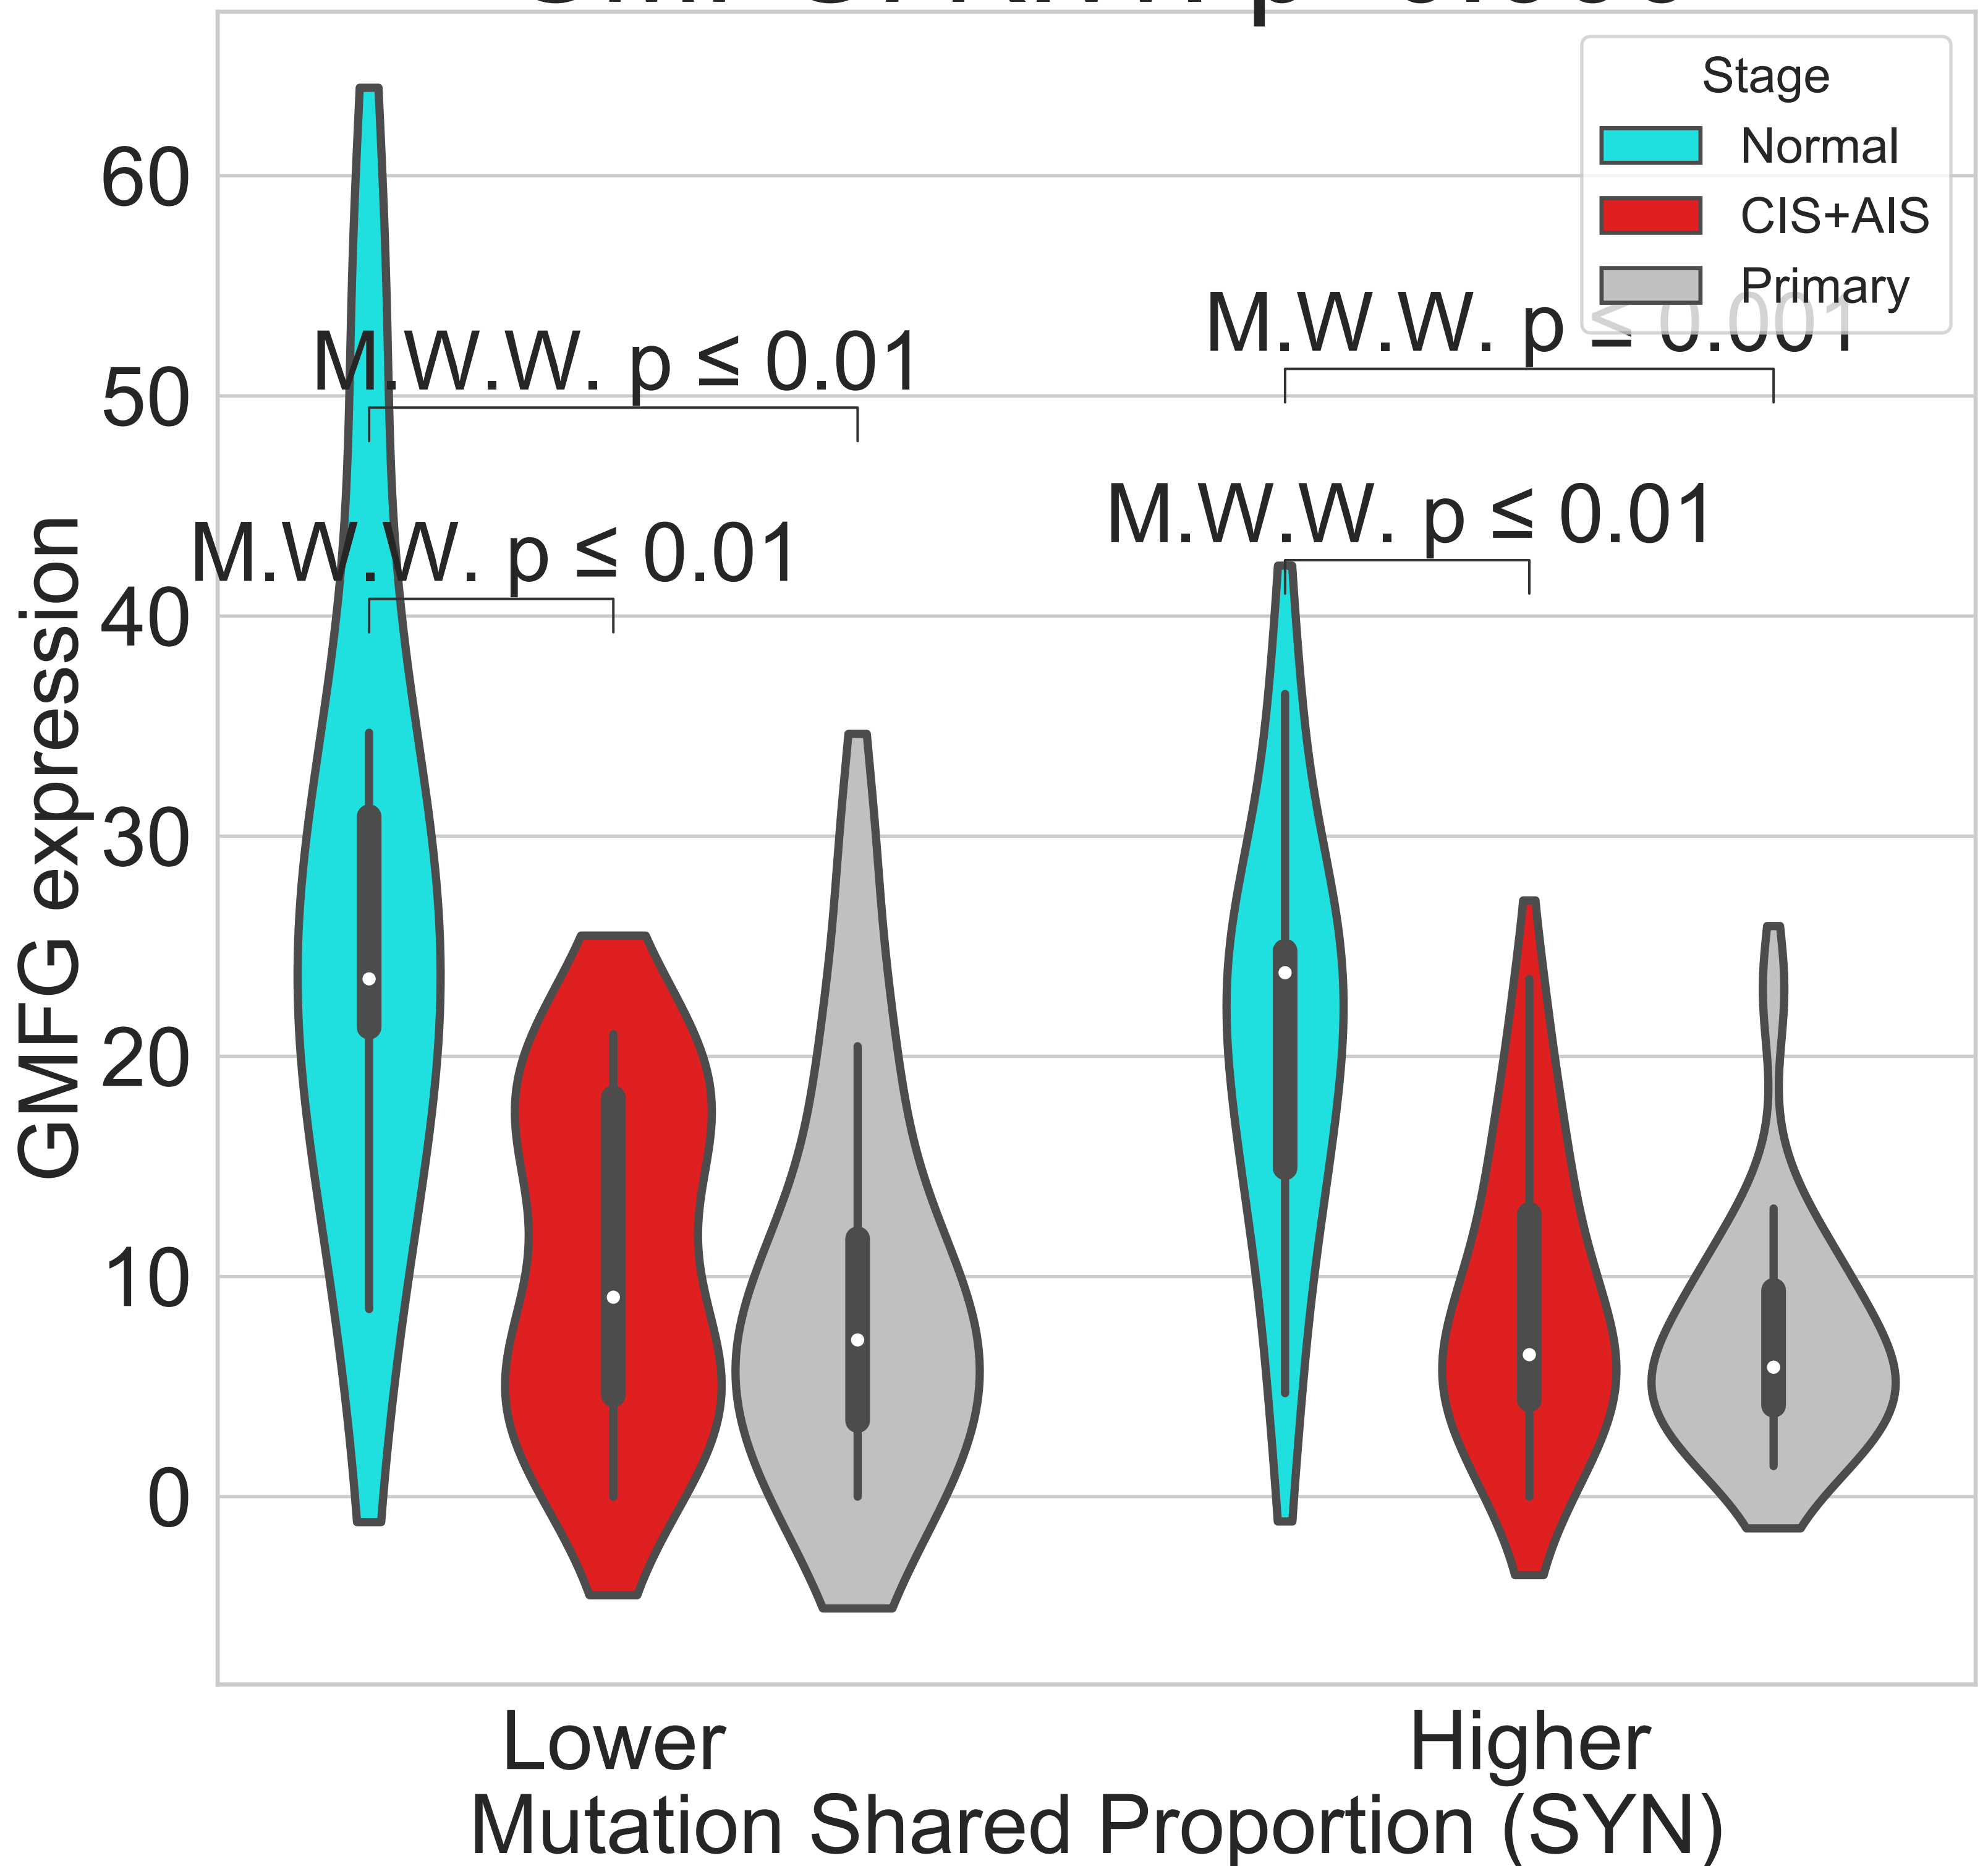 Stage
Normal
CIS+AIS
Primary
M.W.W. p ≤ 0.001
M.W.W. p ≤ 0.01
M.W.W. p ≤ 0.01
M.W.W. p ≤ 0.01
60
50
40
30
20
10
0
GMFG expression
Lower
Higher
Mutation Shared Proportion (SYN)